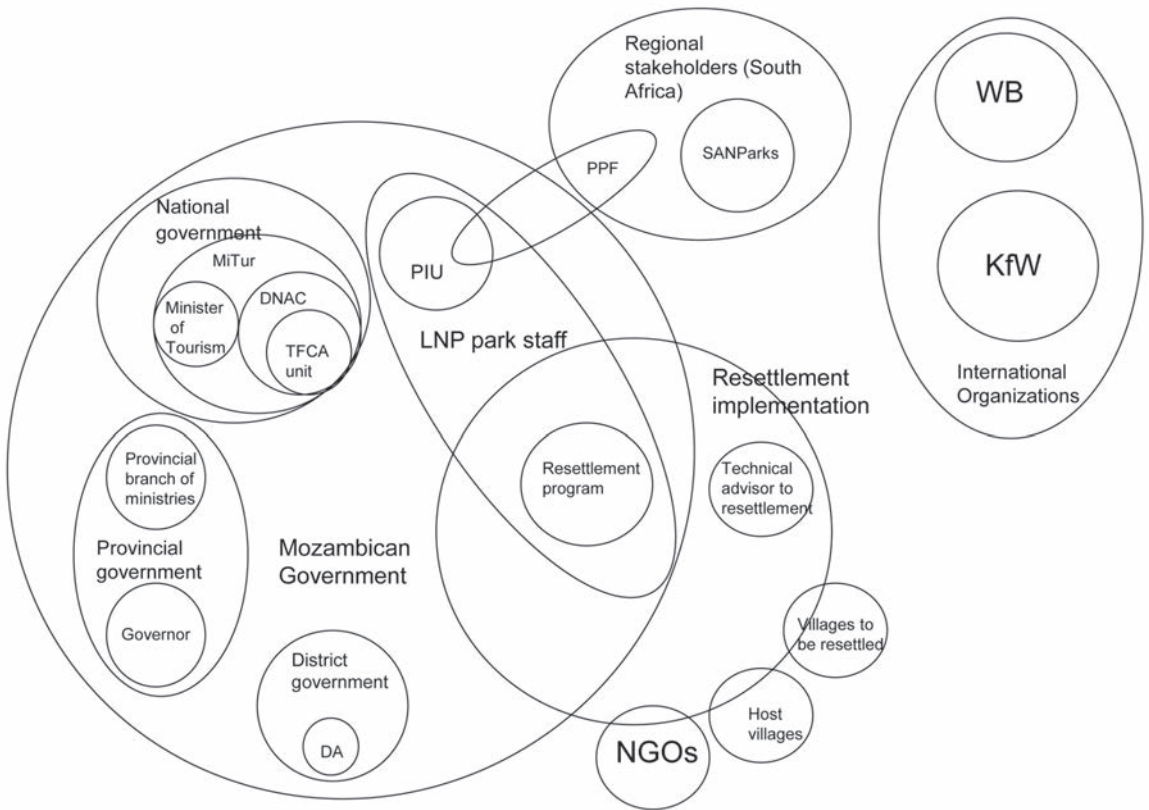 Regional
stakeholders (South
Africa)
PPF
SANParks
WB
KfW
International
Organizations
National
government
MiTur
Minister
of
Tourism
DNAC
TFCA
unit
PIU
LNP park staff
Resettlement
implementation
Resettlement
program
Technical
advisor to
resettlement
Provincial
branch of
ministries
Provincial
government
Governor
Mozambican
Government
District
government
DA
Villages to
be resettled
Host
villages
NGOs